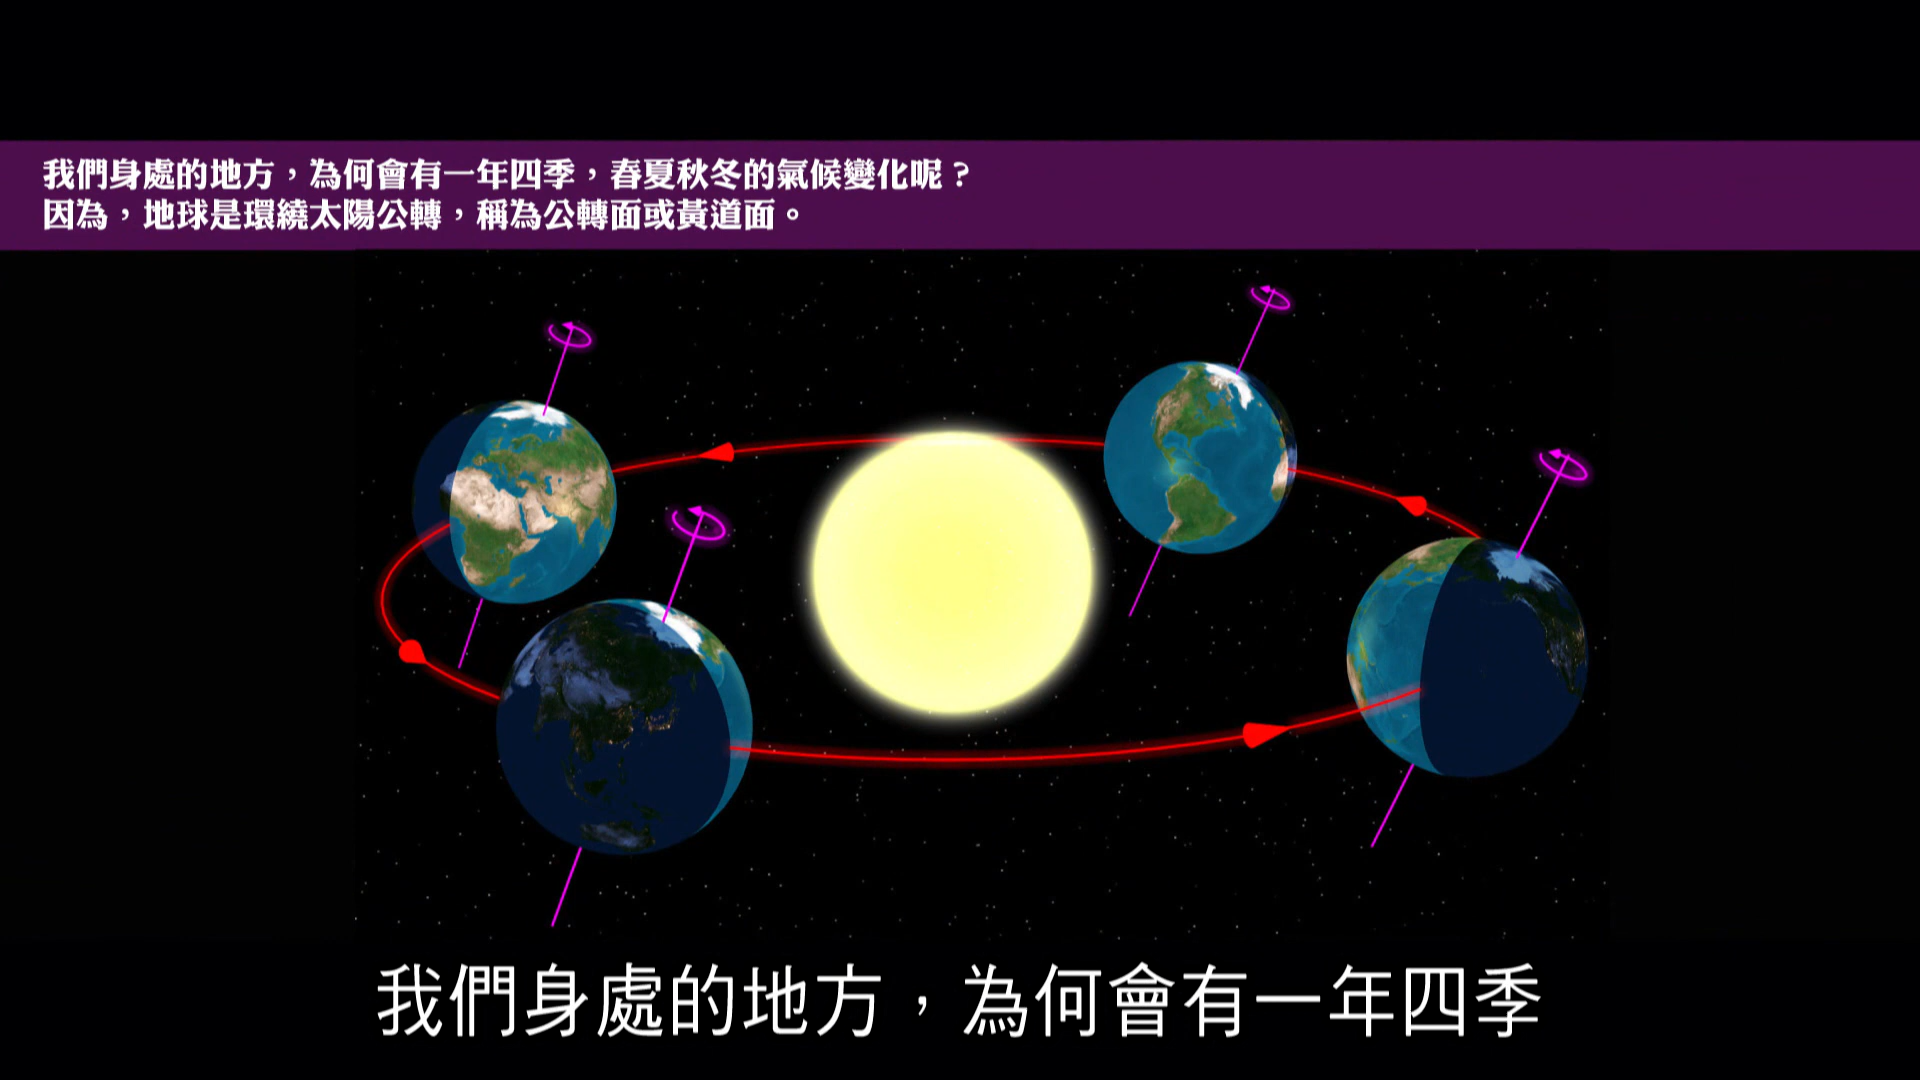 我們身處的地方，為何會有一年四季，春夏秋冬的氣候變化呢？
因為，地球是環繞太陽公轉，稱為公轉面或黃道面。
我們身處的地方，為何會有一年四季